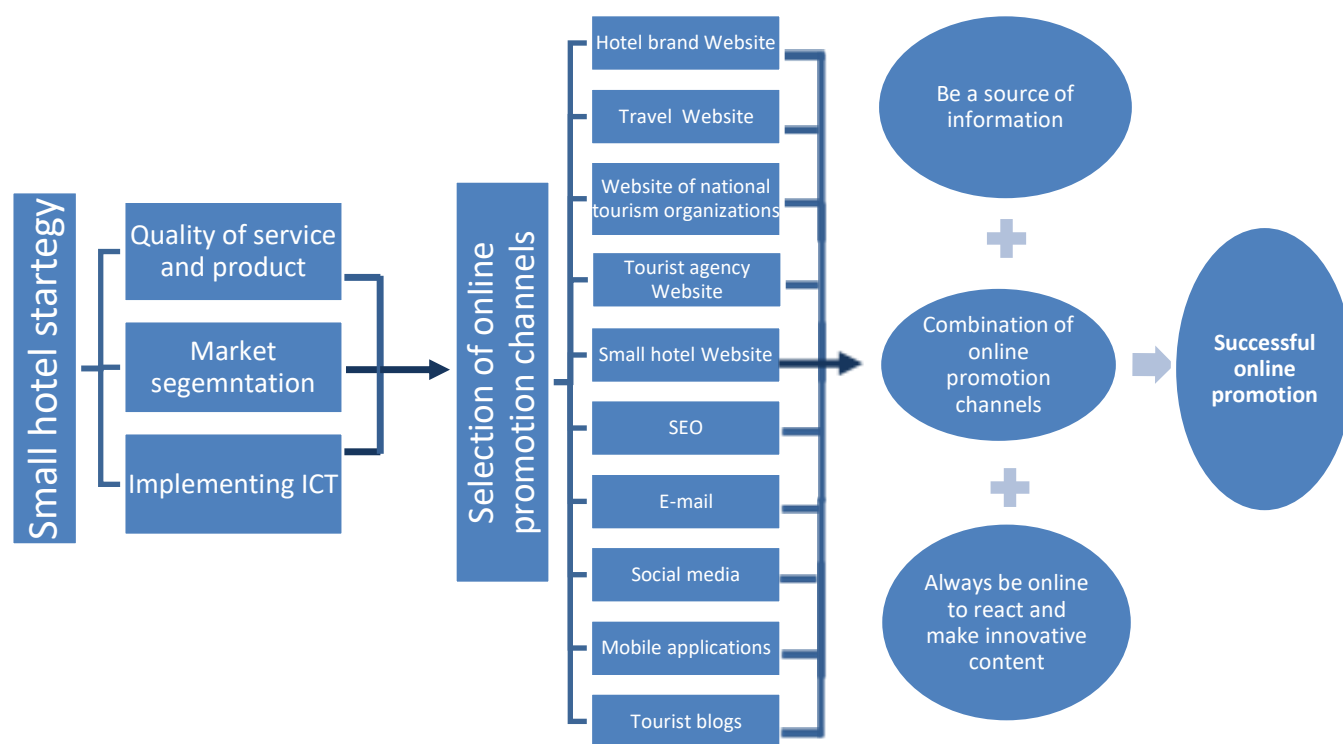 Small hotel startegy
Quality of service
and product
Market
segemntation
Implementing ICT
Selection of online
promotion channels
Hotel brand Website
Travel Website
Website of national
tourism organizations
Tourist agency
Website
Small hotel Website
SEO
E-mail
Social media
Mobile applications
Tourist blogs
Be a source of
information
Combination of
online
promotion
channels
Always be online
to react and
make innovative
content
Successful
online
promotion